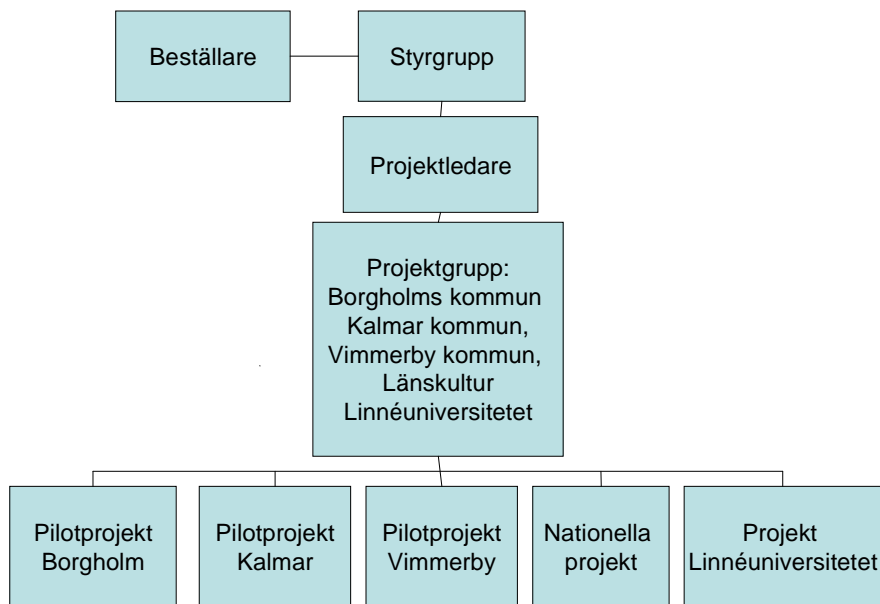 Beställare
Styrgrupp
Projektledare
Projektgrupp:
Borgholms kommun
Kalmar kommun,
Vimmerby kommun,
Länskultur
Linnéuniversitetet
Pilotprojekt
Borgholm
Pilotprojekt
Kalmar
Pilotprojekt
Vimmerby
Nationella
projekt
Projekt
Linnéuniversitetet